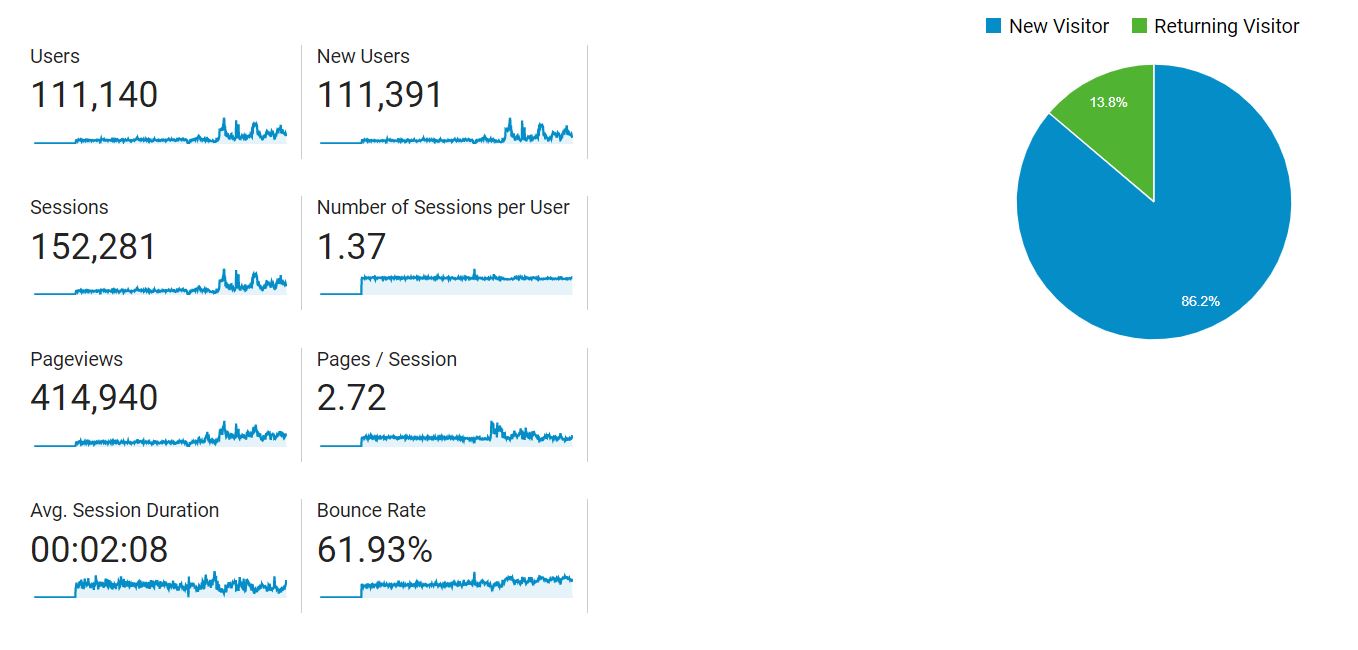 New Visitor
Returning Visitor
Users
111,140
New Users
111,391
Sessions
152,281
Number of Sessions per User
1.37
Pageviews
414,940
Pages / Session
2.72
Avg. Session Duration
00:02:08
Bounce Rate
61.93%
13.8%
86.2%